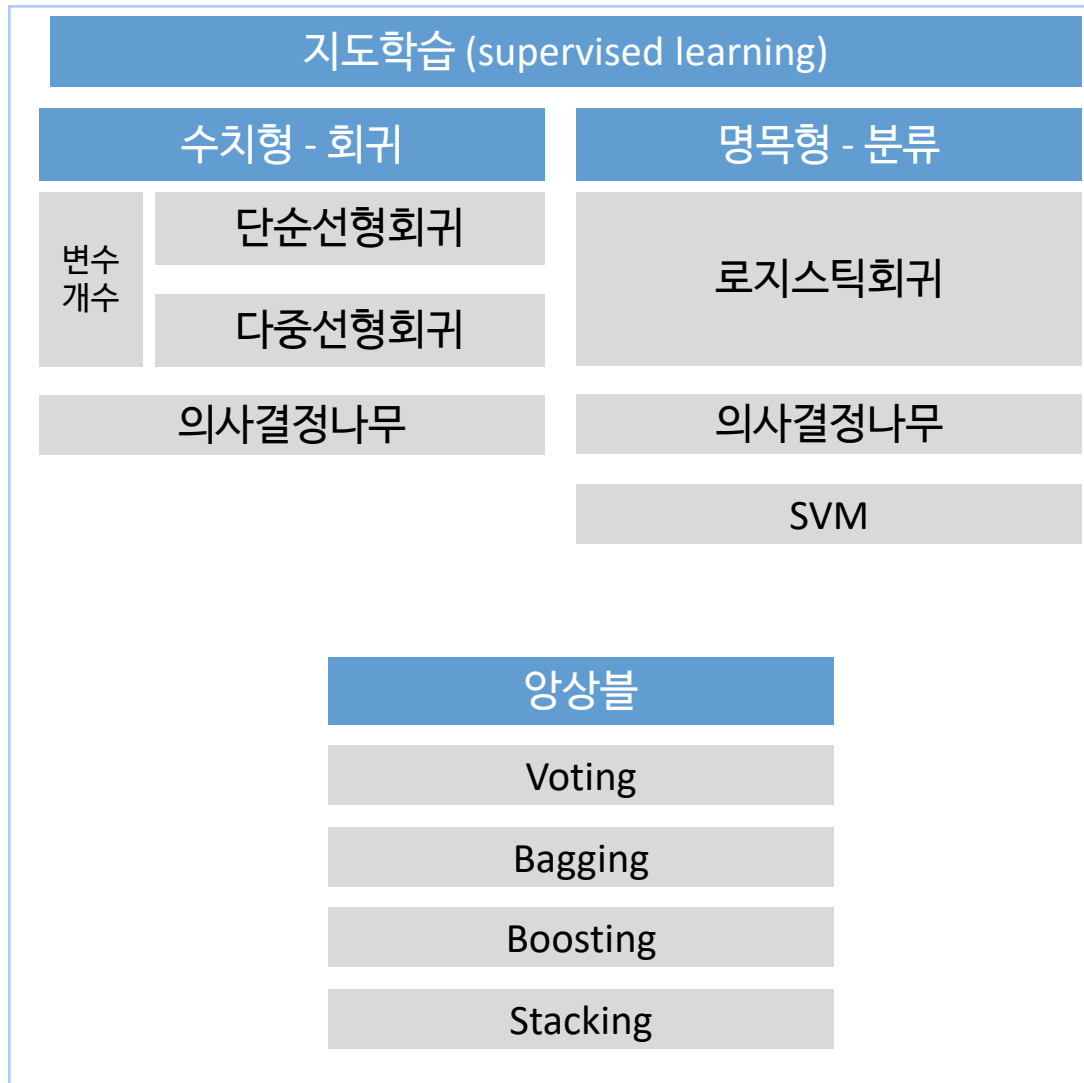 지도학습 (supervised learning)
수치형 - 회귀
명목형 - 분류
변수
개수
단순선형회귀
다중선형회귀
로지스틱회귀
의사결정나무
의사결정나무
SVM
앙상블
Voting
Bagging
Boosting
Stacking